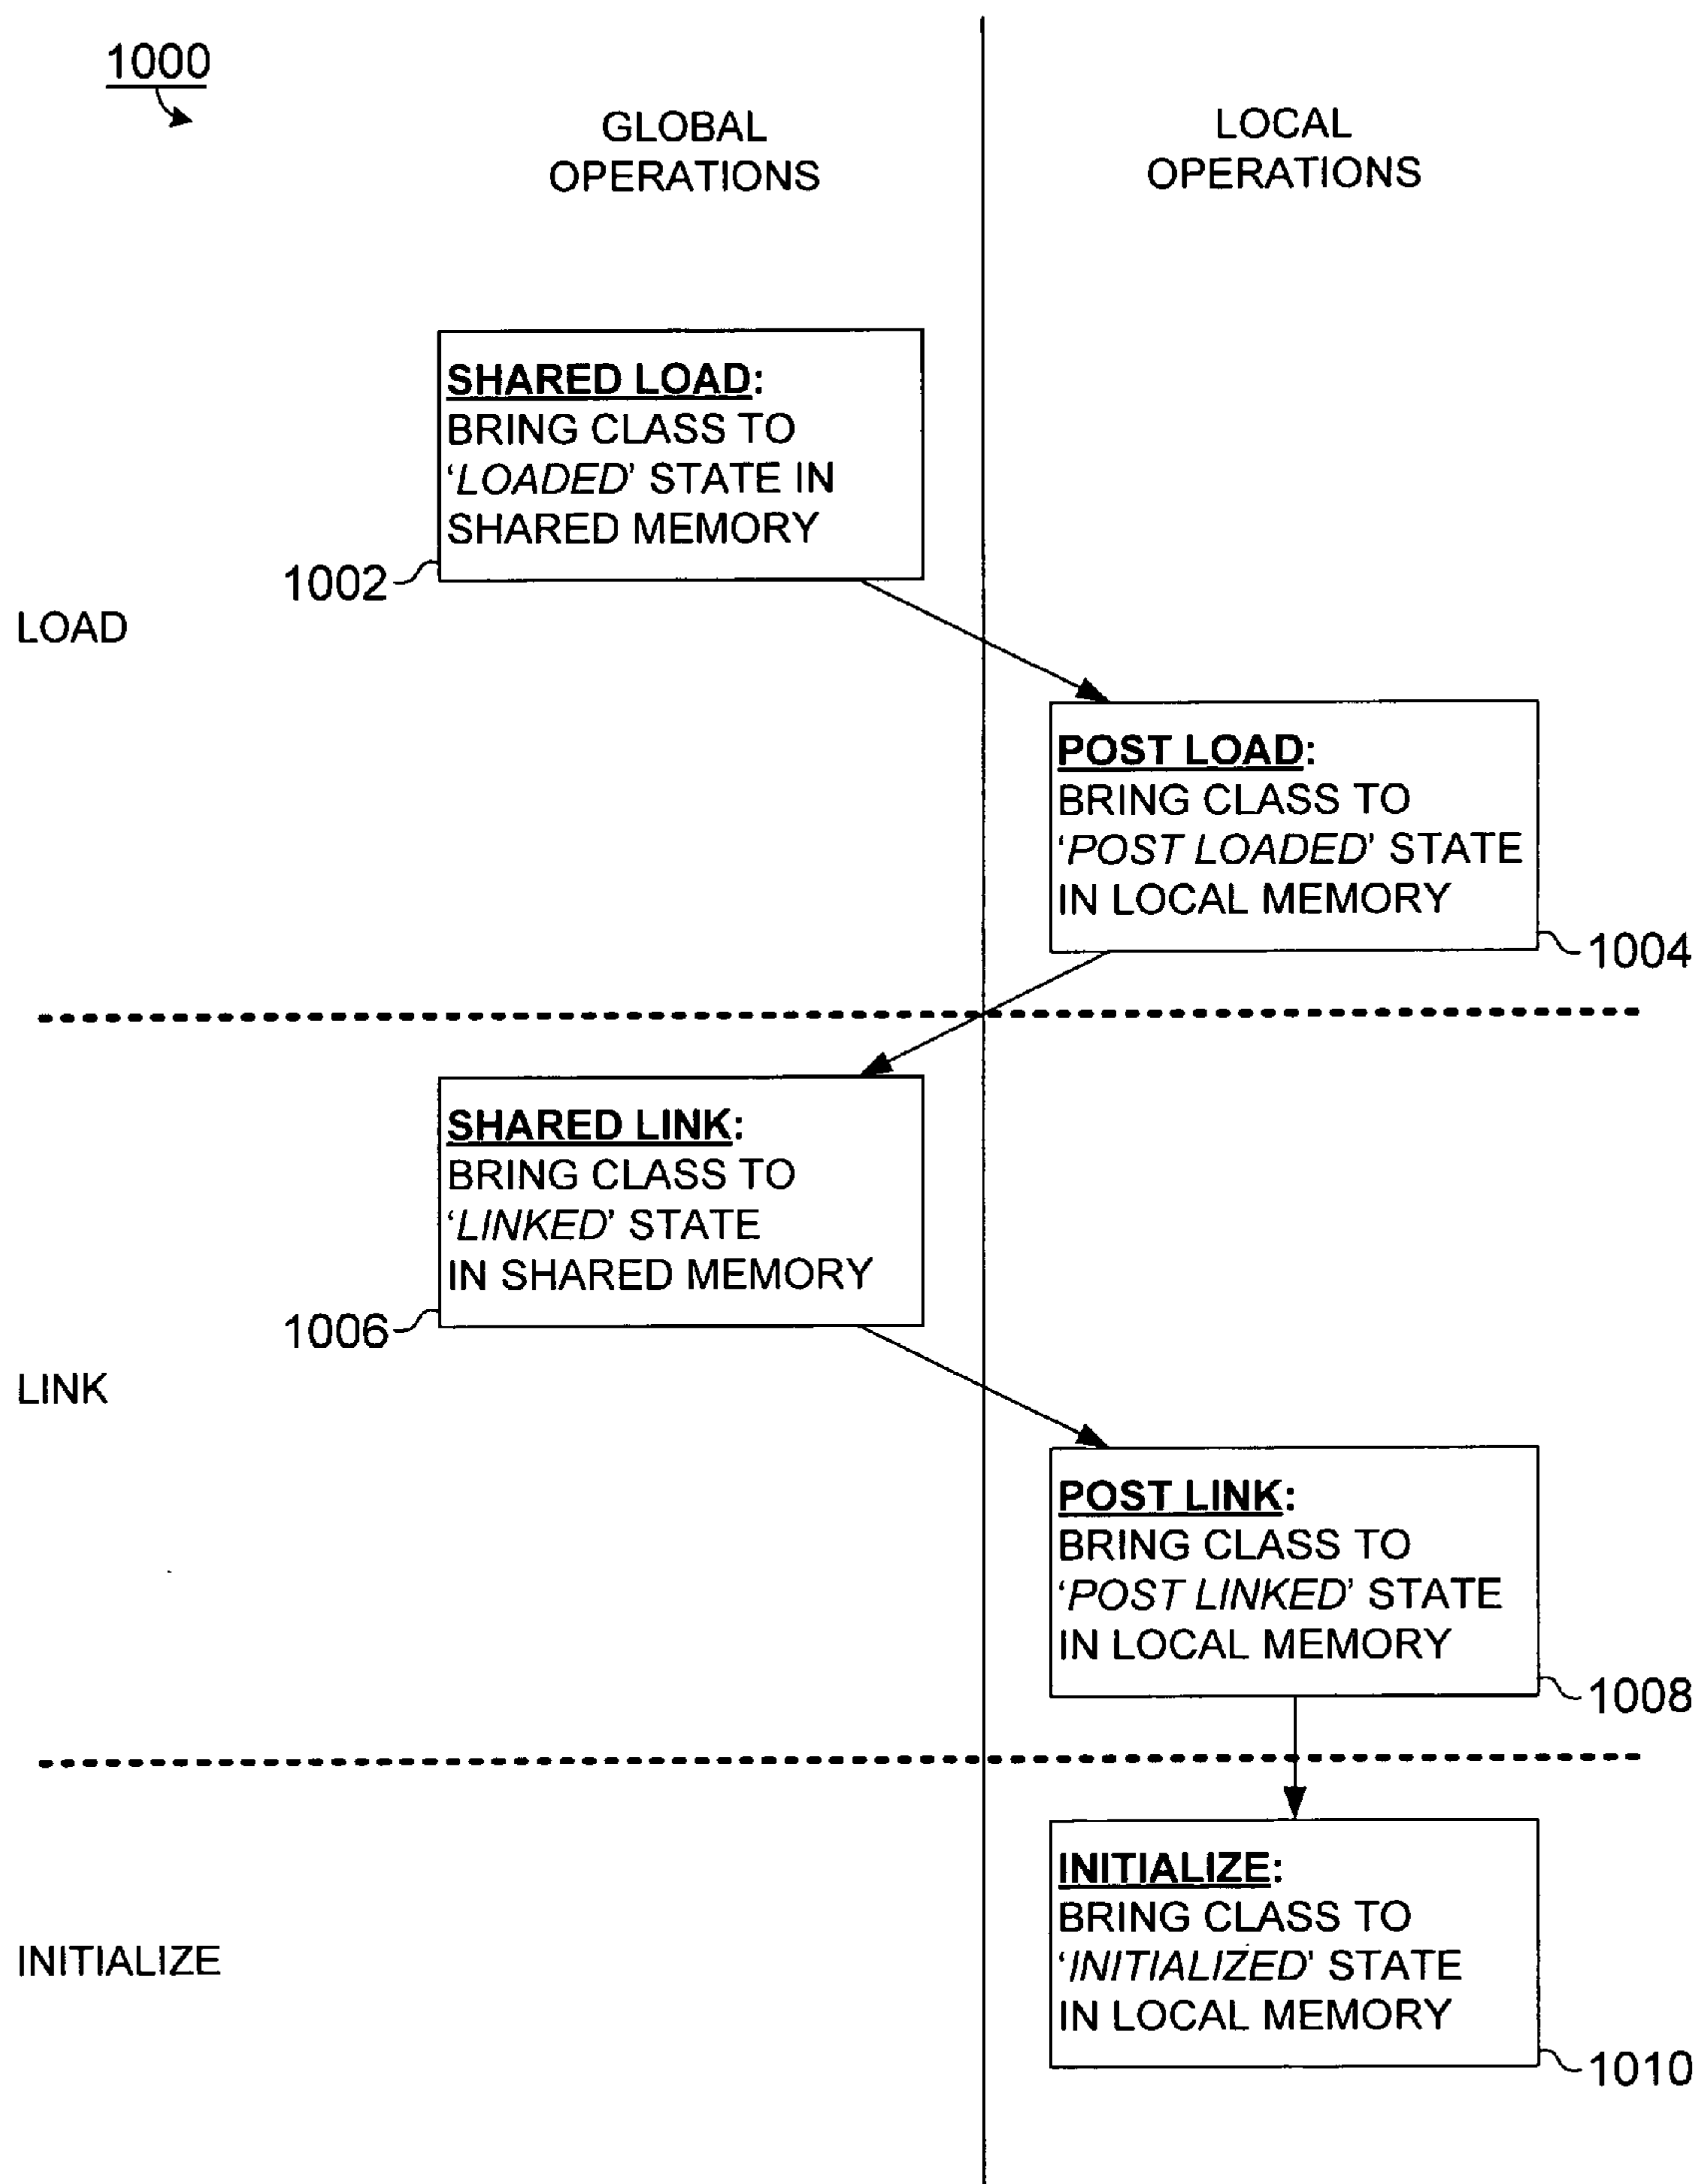 1000
GLOBAL
OPERATIONS
LOCAL
OPERATIONS
SHARED LOAD:
BRING CLASS TO
‘LOADED’ STATE IN
SHARED MEMORY
1002
LOAD
POST LOAD:
BRING CLASS TO
‘POST LOADED’ STATE
IN LOCAL MEMORY
1004
SHARED LINK:
BRING CLASS TO
‘LINKED’ STATE
IN SHARED MEMORY
1006
LINK
POST LINK:
BRING CLASS TO
‘POST LINKED’ STATE
IN LOCAL MEMORY
1008
INITIALIZE
INITIALIZE:
BRING CLASS TO
‘INITIALIZED’ STATE
IN LOCAL MEMORY
1010